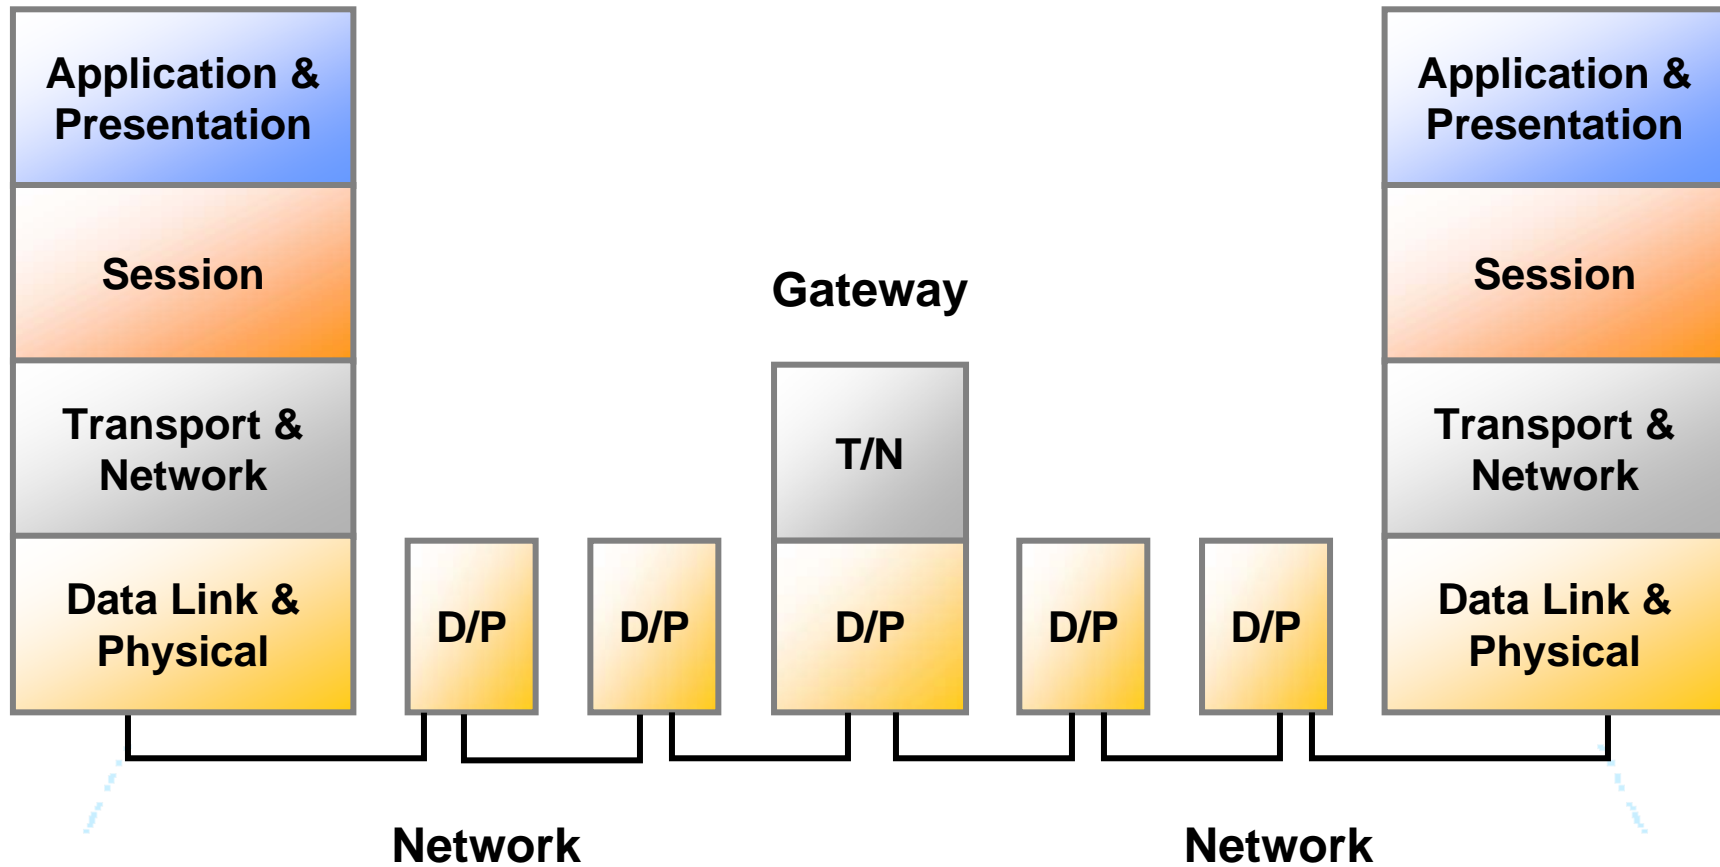 Application &
Presentation
Session
Transport &
Network
Data Link &
Physical
D/P
D/P
Gateway
T/N
D/P
D/P
D/P
Application &
Presentation
Session
Transport &
Network
Data Link &
Physical
Network
Network